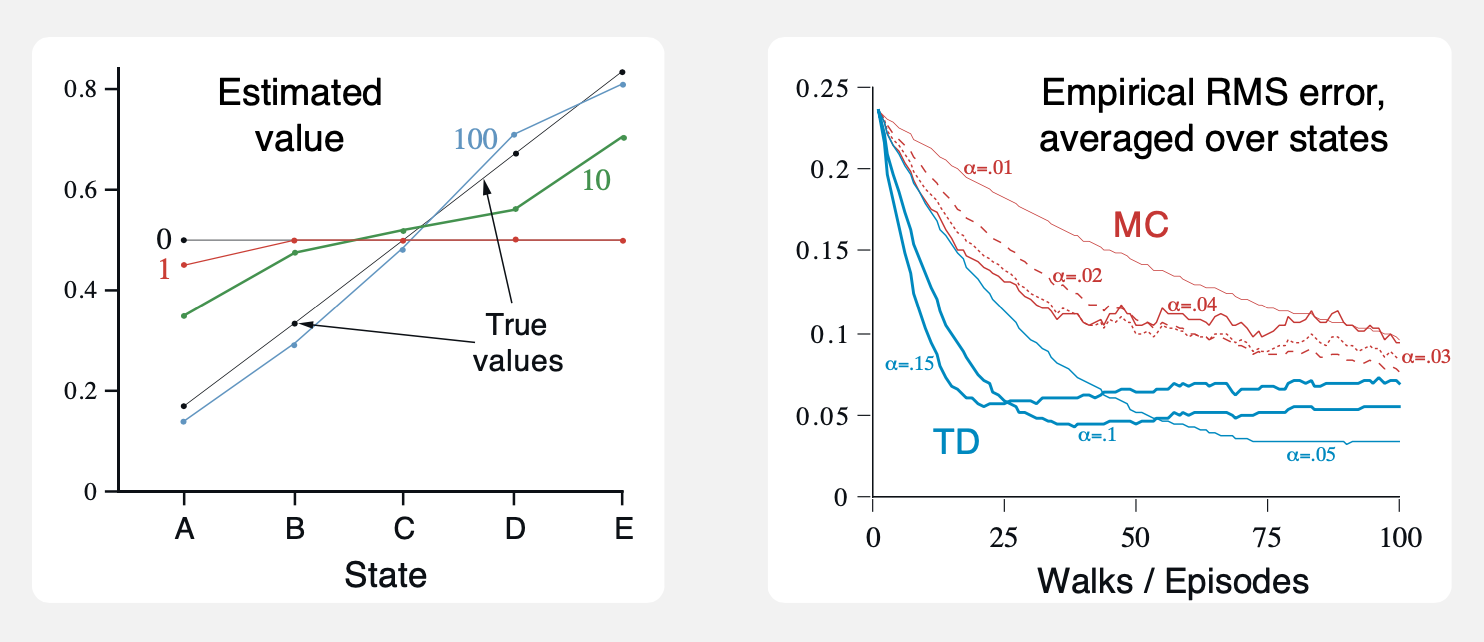 Estimated
value
0.8
0.6
0.4
0.2
0
0
1
100
10
True
values
A B C D E
State
Empirical RMS error,
averaged over states
0.25
0.2
0.15
0.1
0.05
0
α=.01
MC
α=.02
α=.04
α=.03
α=.15
TD
α=.1
α=.05
0 25 50 75 100
Walks / Episodes